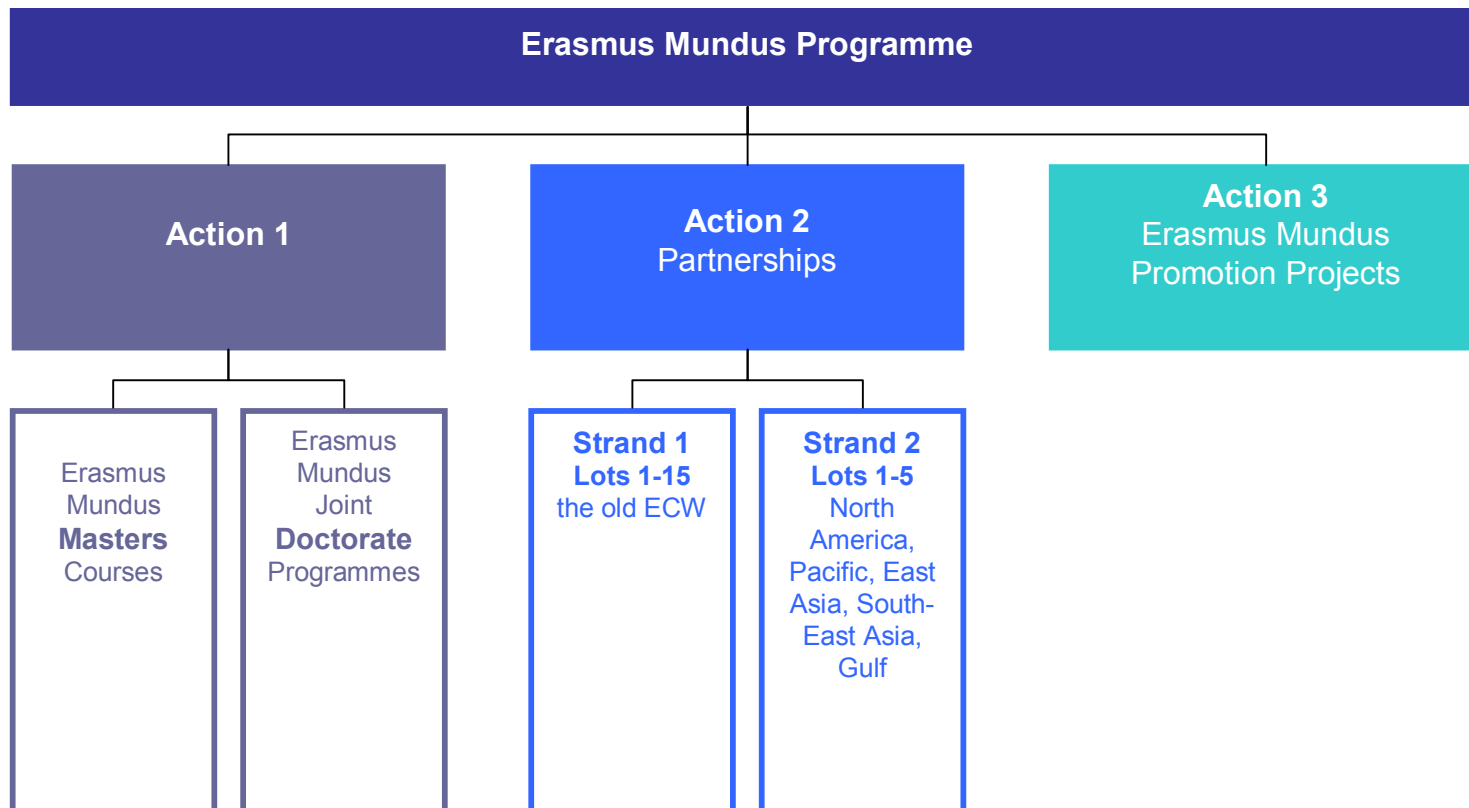 Erasmus Mundus Programme
Action 1
Action 2
Partnerships
Action 3
Erasmus Mundus
Promotion Projects
Erasmus
Mundus
Masters
Courses
Erasmus
Mundus
Joint
Doctorate
Programmes
Strand 1
Lots 1-15
the old ECW
Strand 2
Lots 1-5
North
America,
Pacific, East
Asia, South-
East Asia,
Gulf